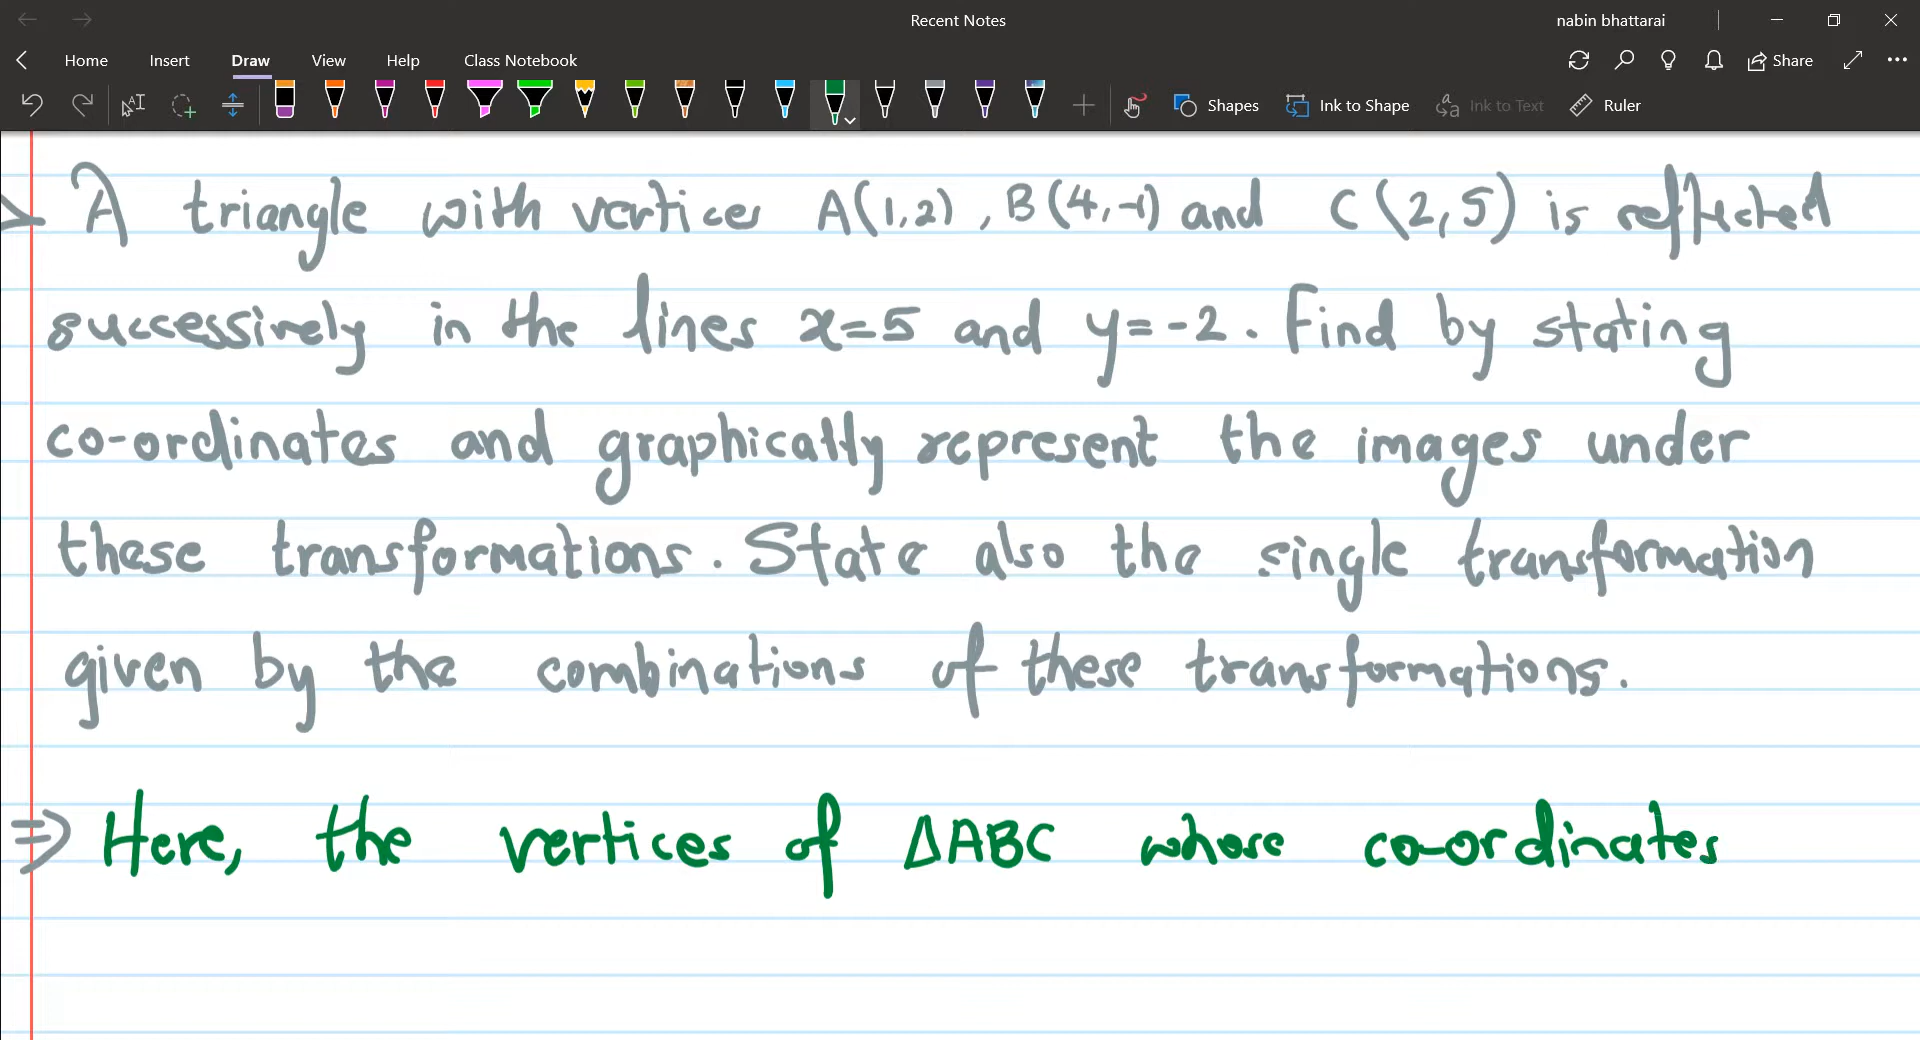 Recent Notes
nabin bhattarai
Home Insert Draw View Help Class Notebook
Share
Shapes Ink to Shape Ink to Text Ruler
A triangle with vertices A(1,2), B(4,-1) and C(2,5) is reflected
successively in the lines x=5 and y=-2. Find by stating
co-ordinates and graphically represent the images under
these transformations. State also the single transformation
given by the combinations of these transformations.
⇒ Here, the vertices of ΔABC whose co-ordinates